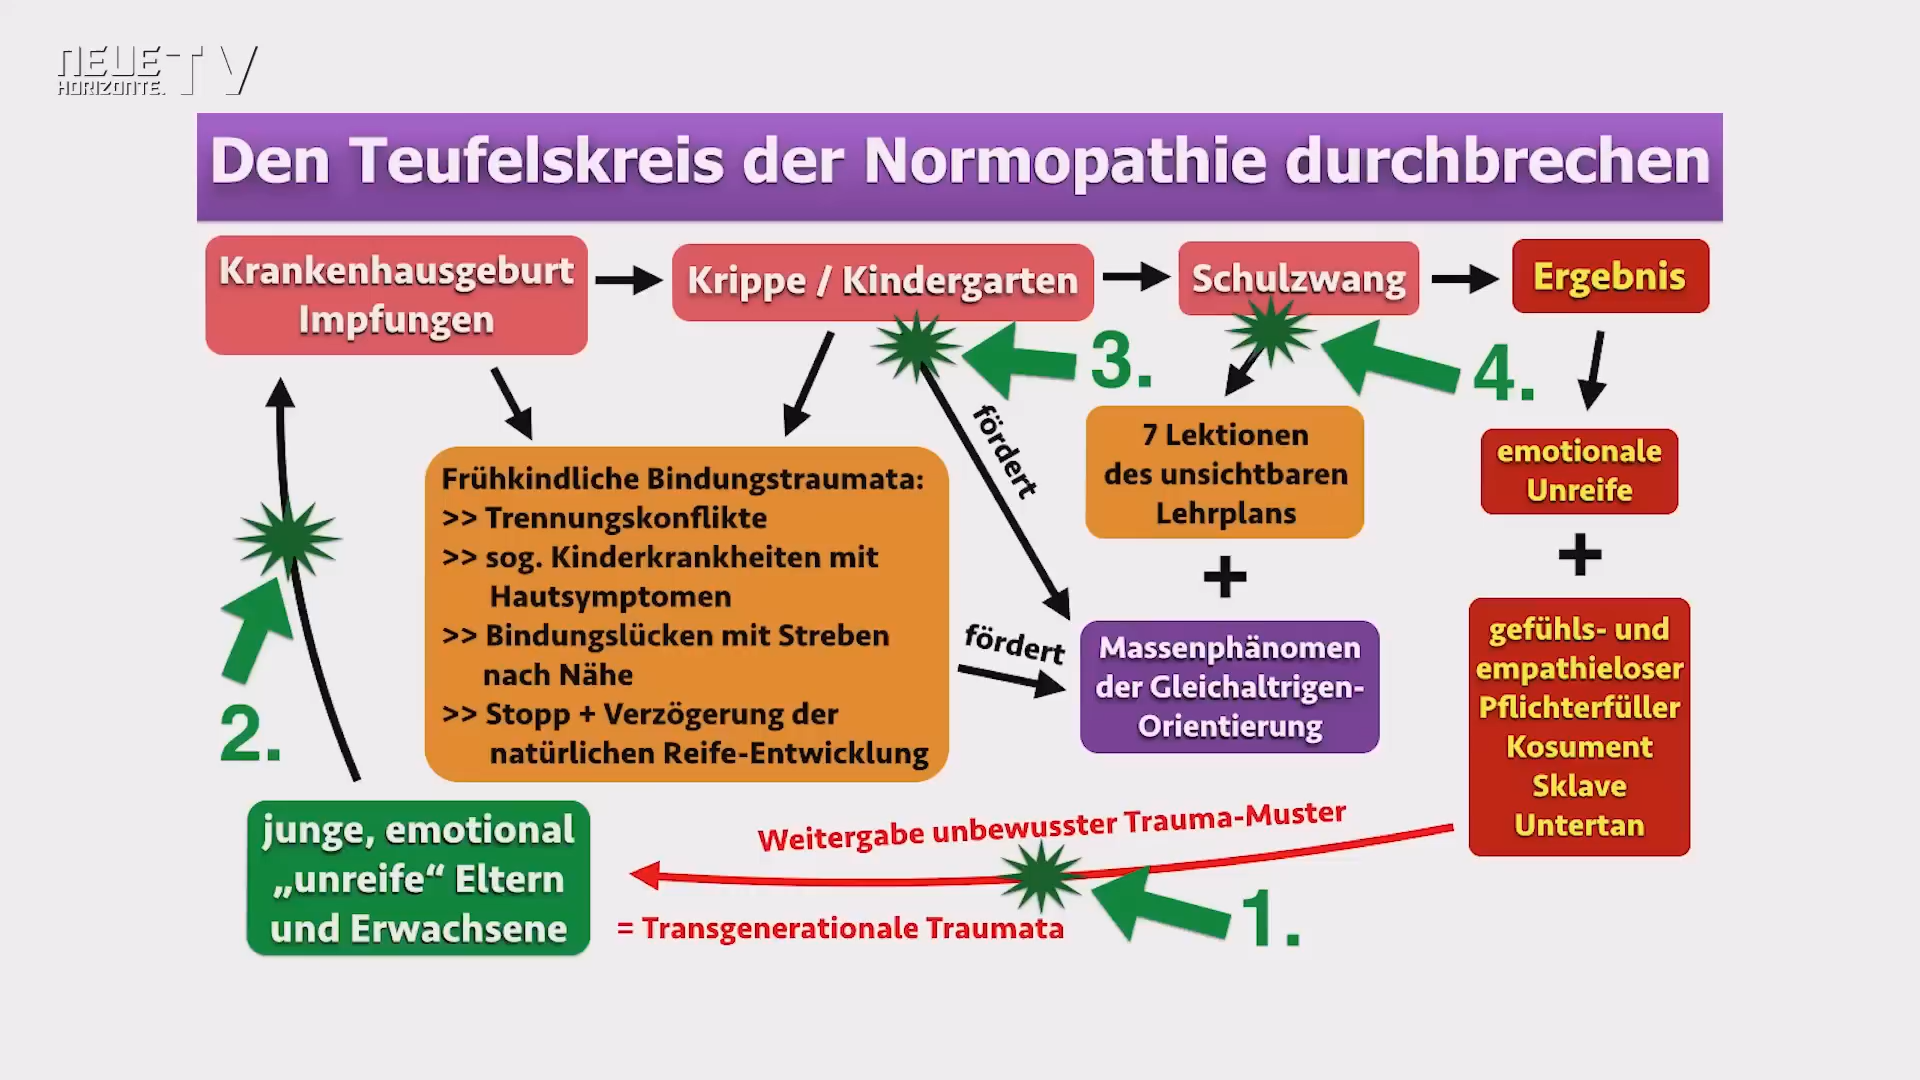 NEUE TV
HORIZONTE.
Den Teufelskreis der Normopathie durchbrechen
Krankenhausgeburt
Impfungen
Krippe / Kindergarten
Schulzwang
Ergebnis
3.
4.
fördert
7 Lektionen
des unsichtbaren
Lehrplans
+
emotionale
Unreife
+
Frühkindliche Bindungstraumata:
>> Trennungskonflikte
>> sog. Kinderkrankheiten mit
Hautsymptomen
>> Bindungslücken mit Streben
nach Nähe
>> Stopp + Verzögerung der
natürlichen Reife-Entwicklung
fördert
Massenphänomen
der Gleichaltrigen-
Orientierung
gefühls- und
empathieloser
Pflichterfüller
Kosument
Sklave
Untertan
2.
junge, emotional
„unreife“ Eltern
und Erwachsene
Weitergabe unbewusster Trauma-Muster
= Transgenerationale Traumata
1.